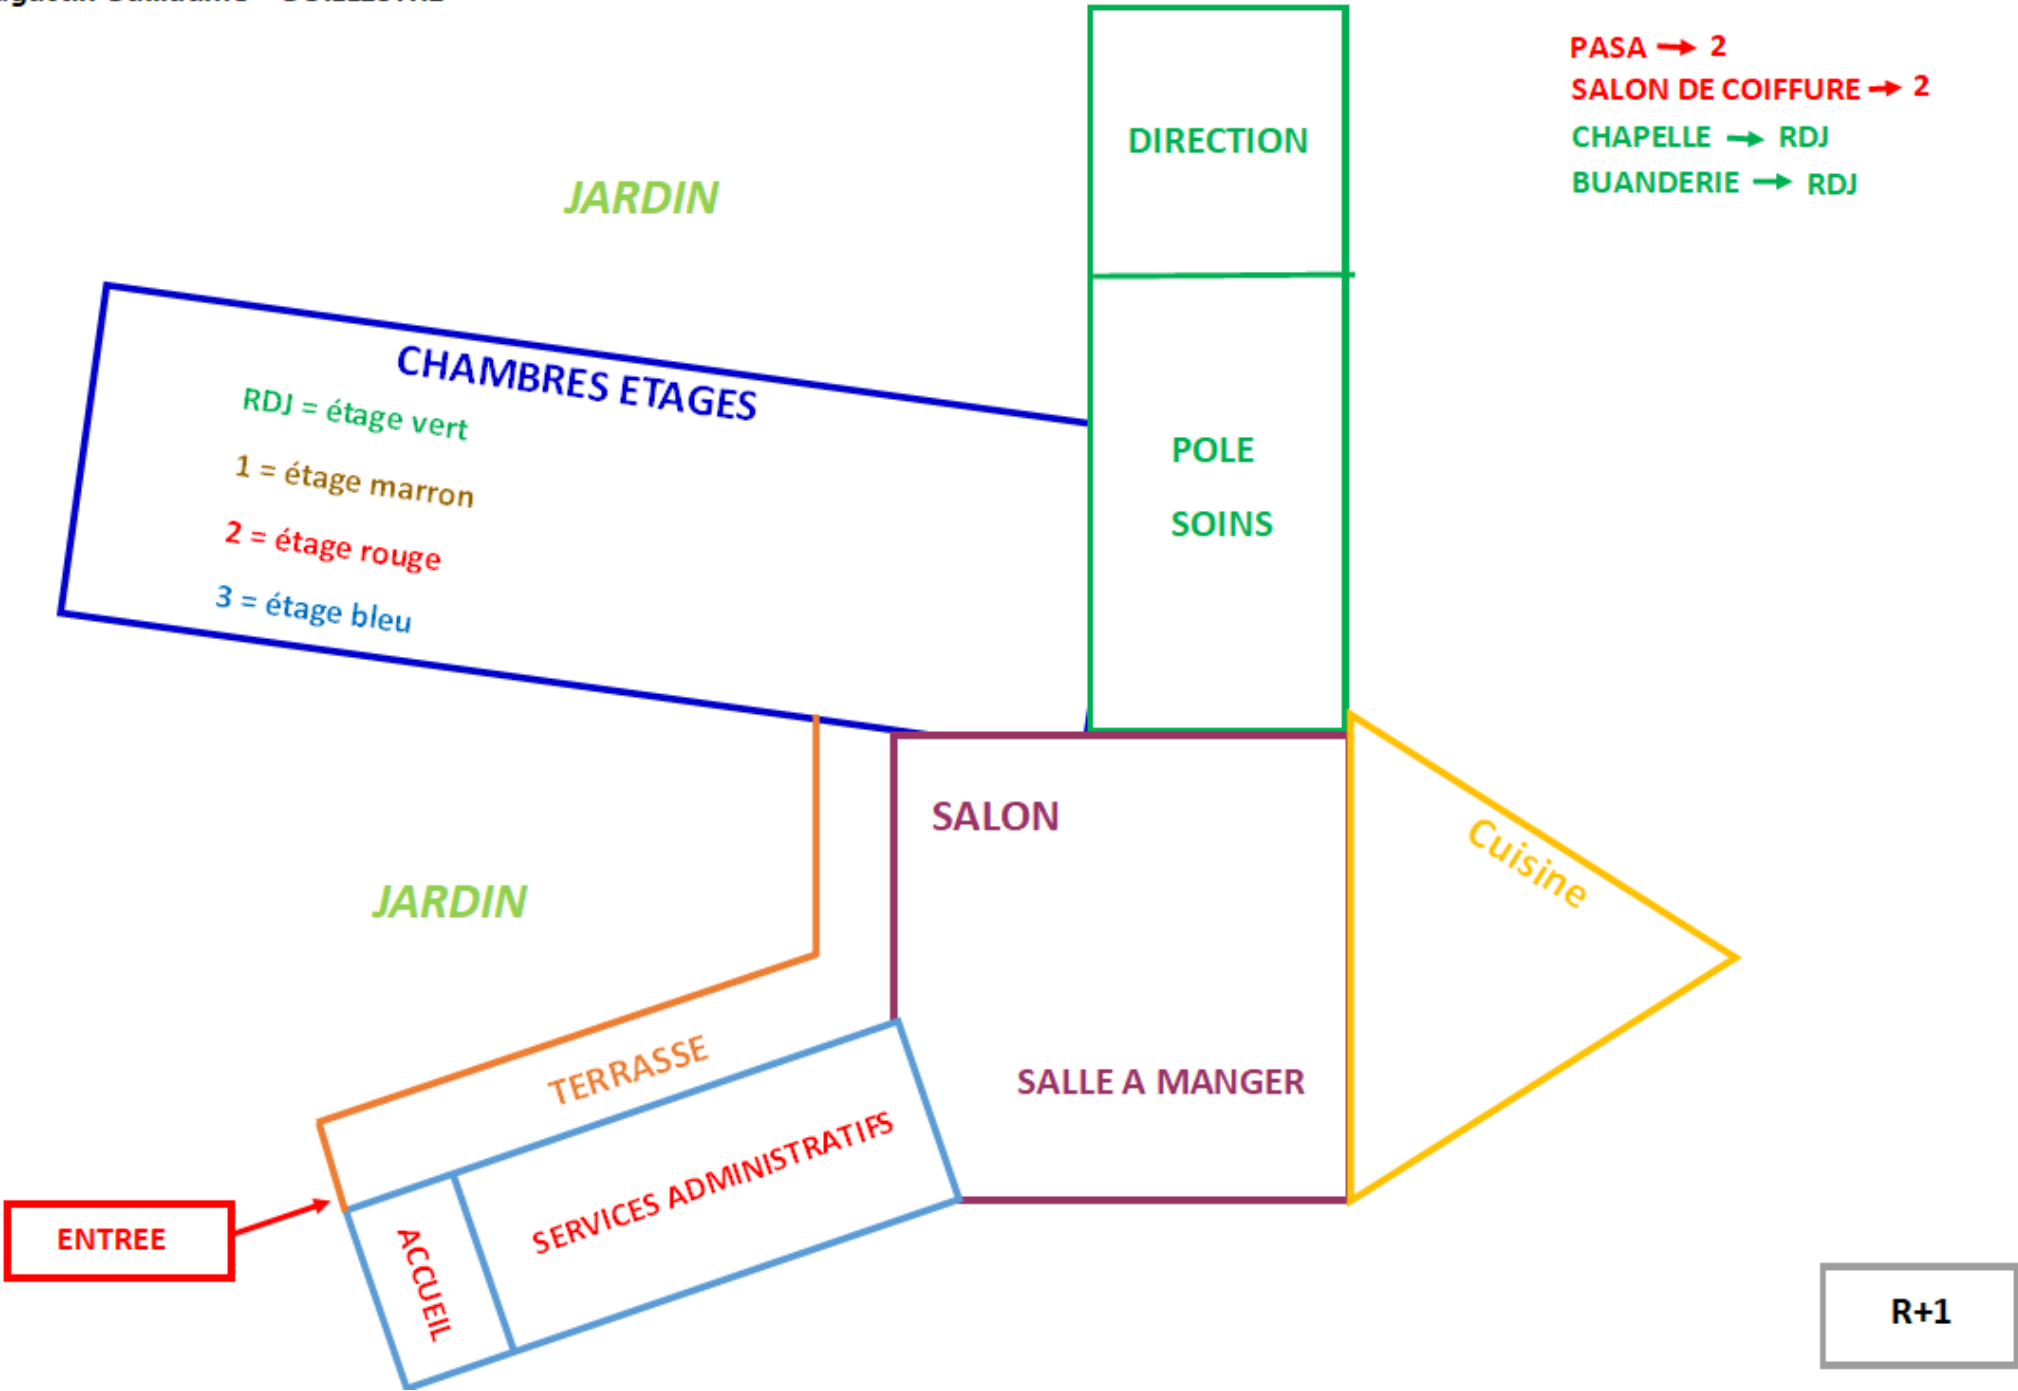 PASA → 2
SALON DE COIFFURE → 2
CHAPELLE → RDJ
BUANDERIE → RDJ
DIRECTION
JARDIN
CHAMBRES ETAGES
RDJ = étage vert
1 = étage marron
2 = étage rouge
3 = étage bleu
POLE
SOINS
SALON
Cuisine
JARDIN
TERRASSE
SALLE A MANGER
SERVICES ADMINISTRATIFS
ENTREE
ACCUEIL
R+1